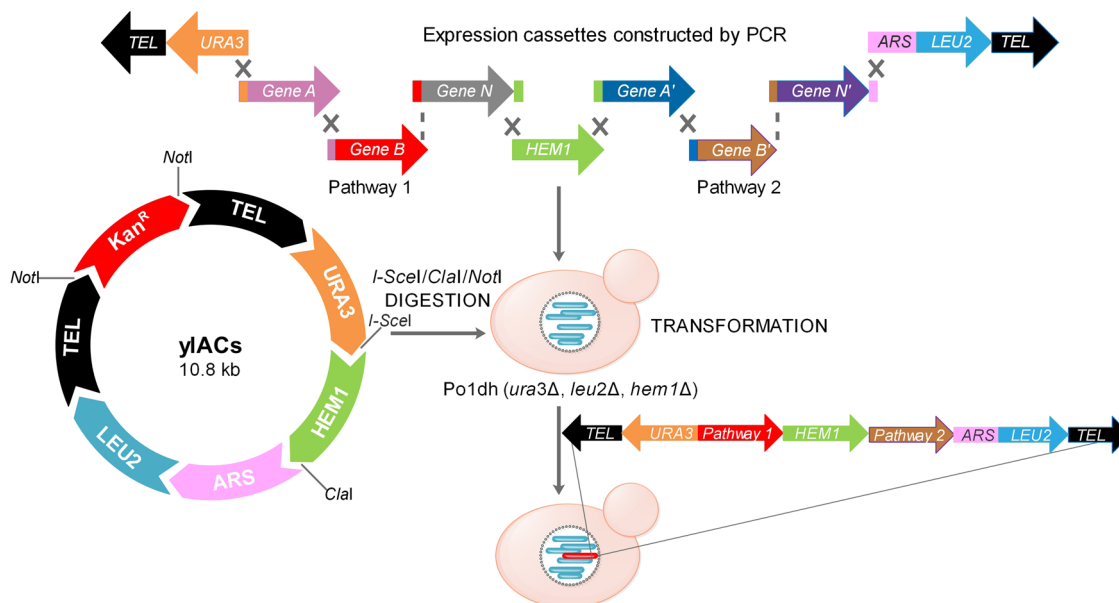 Expression cassettes constructed by PCR
TEL
URA3
ARS
LEU2
TEL
Gene A
Gene N
Gene A'
Gene N'
Gene B
HEM1
Gene B'
Pathway 1
Pathway 2
NotI
NotI
Kan^R
TEL
URA3
I-SceI
HEM1
ClaI
ARS
LEU2
TEL
ylACs
10.8 kb
I-SceI/ClaI/NotI
DIGESTION
TRANSFORMATION
Po1dh (ura3Δ, leu2Δ, hem1Δ)
TEL
URA3
Pathway 1
HEM1
Pathway 2
ARS
LEU2
TEL